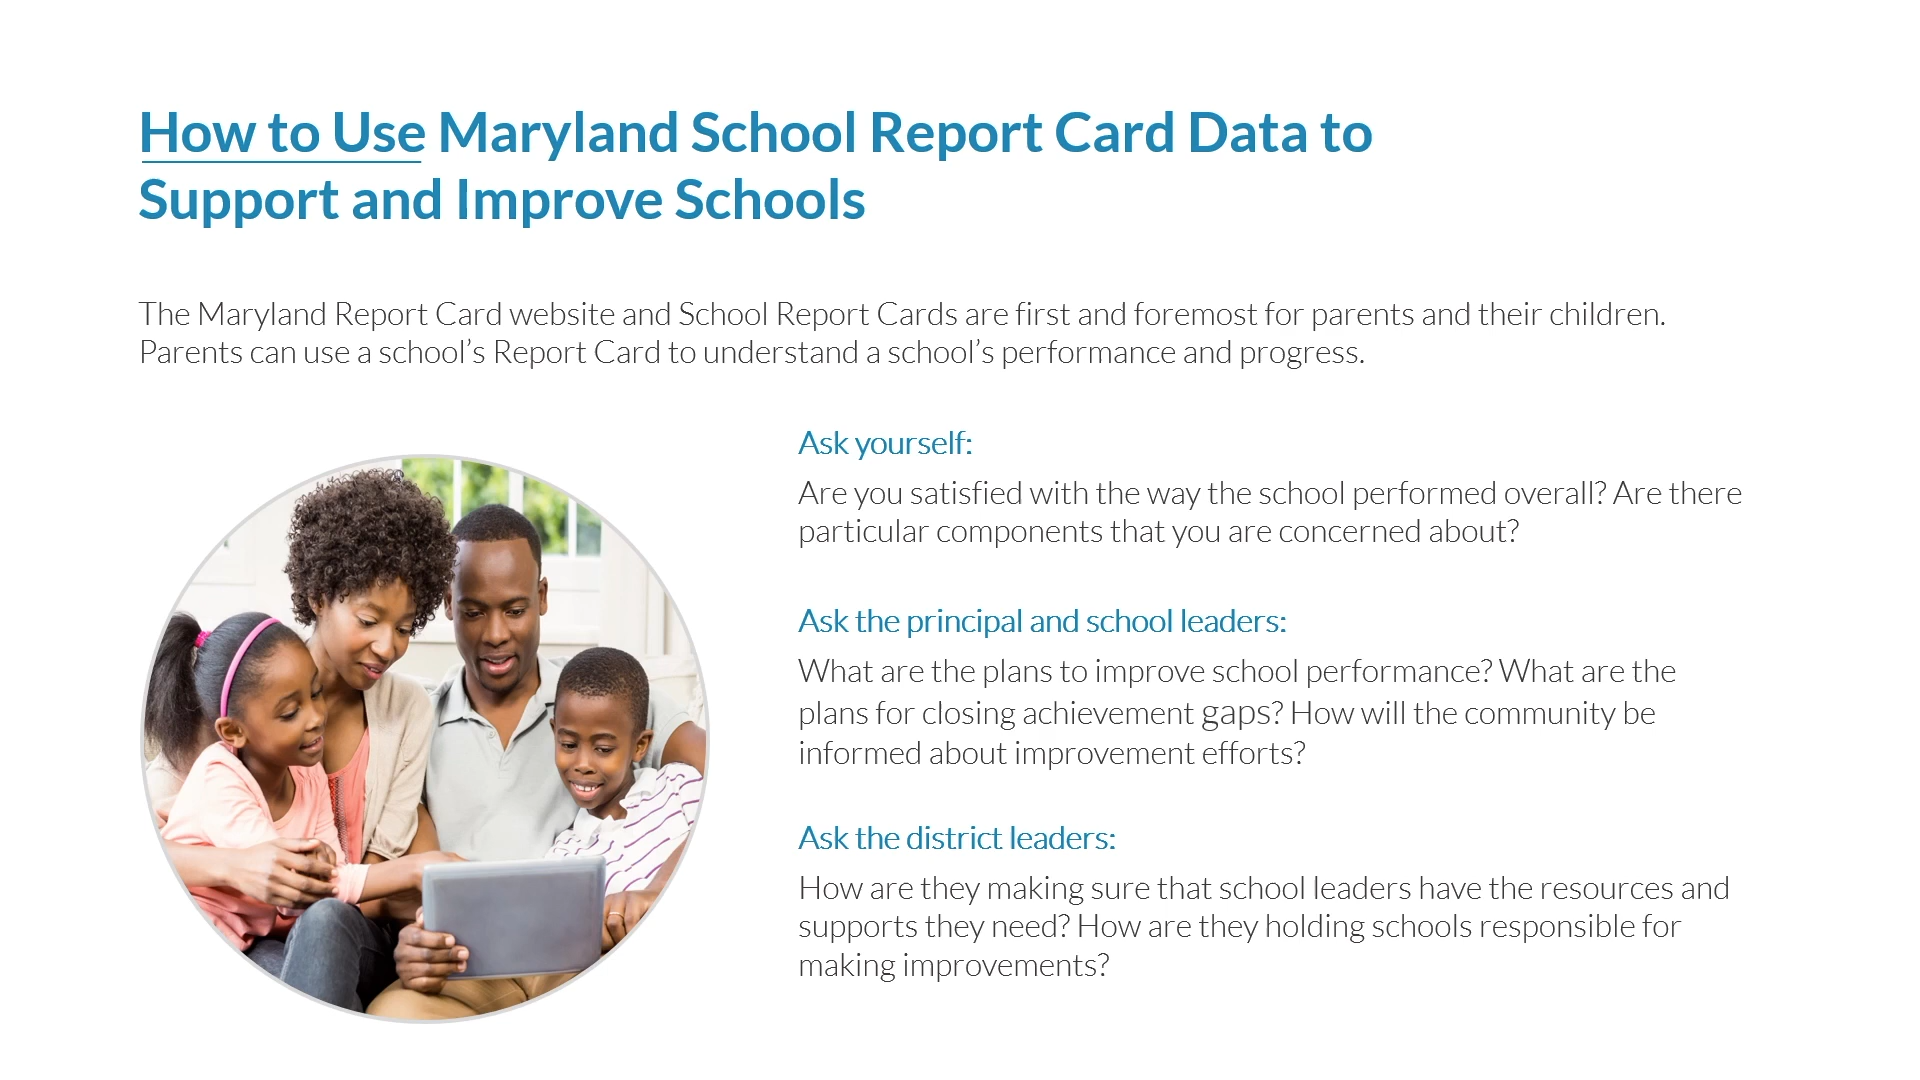 How to Use Maryland School Report Card Data to
Support and Improve Schools
The Maryland Report Card website and School Report Cards are first and foremost for parents and their children.
Parents can use a school’s Report Card to understand a school’s performance and progress.
Ask yourself:
Are you satisfied with the way the school performed overall? Are there
particular components that you are concerned about?
Ask the principal and school leaders:
What are the plans to improve school performance? What are the
plans for closing achievement gaps? How will the community be
informed about improvement efforts?
Ask the district leaders:
How are they making sure that school leaders have the resources and
supports they need? How are they holding schools responsible for
making improvements?